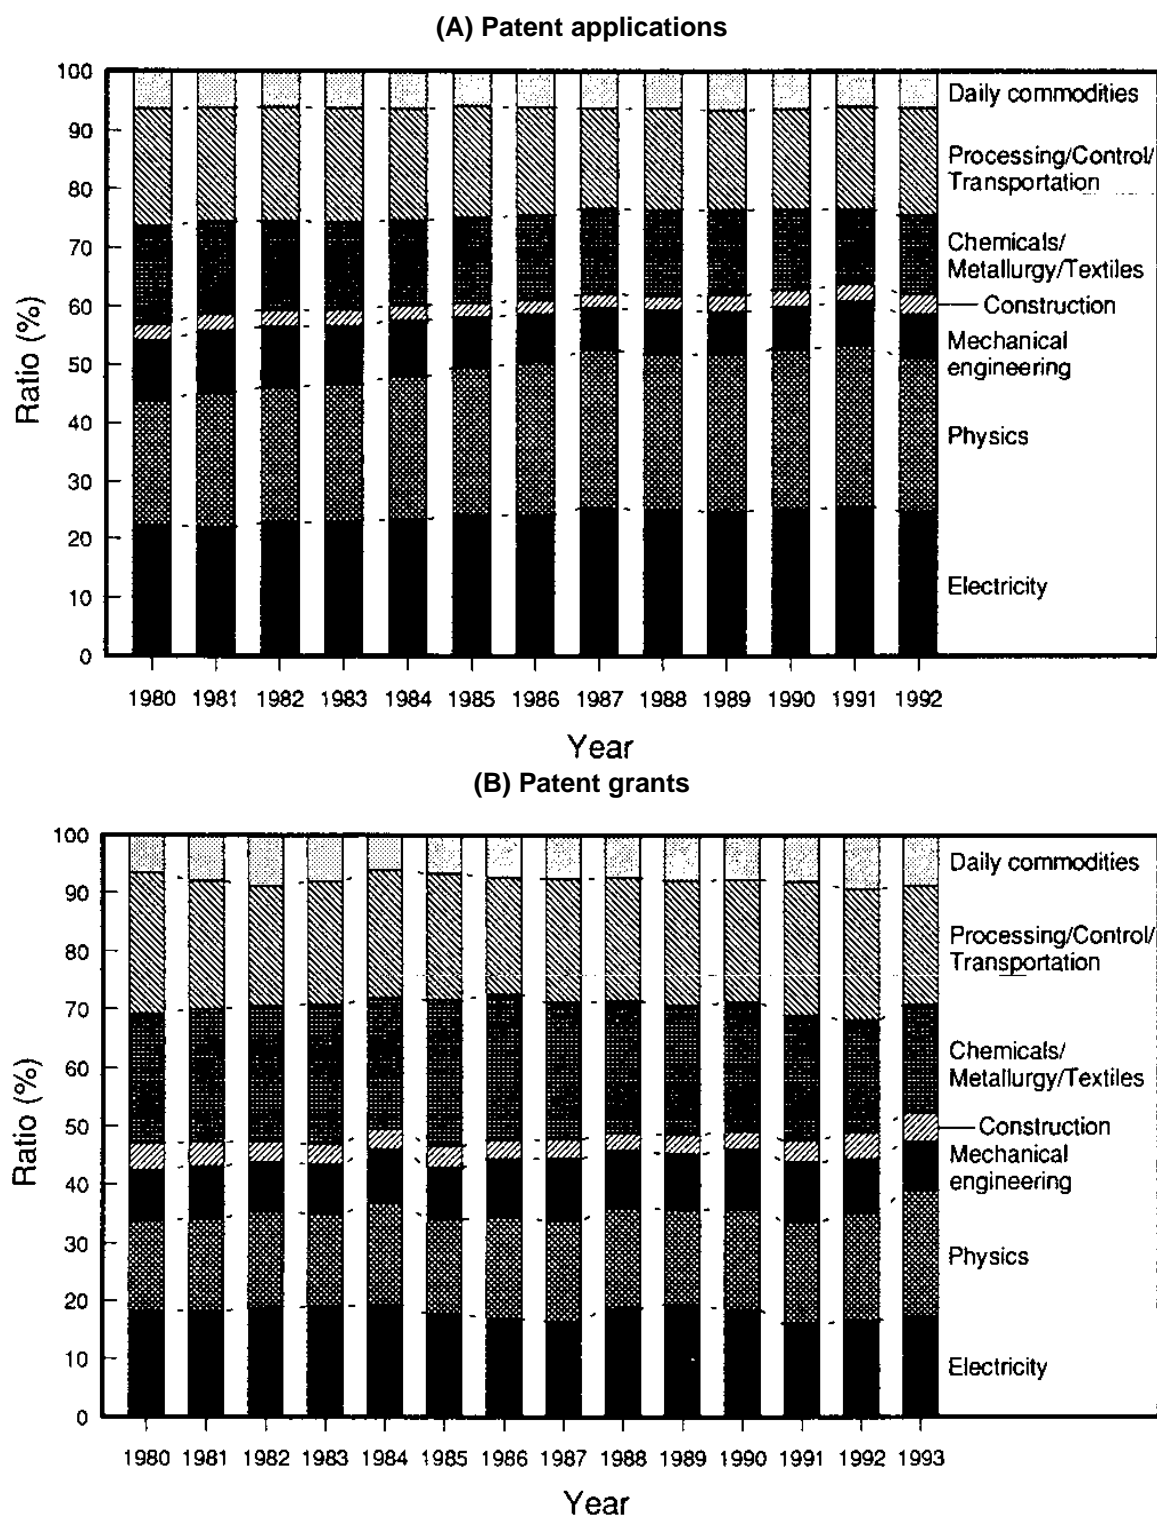 (A) Patent applications
100
90
80
70
60
50
40
30
20
10
0
Ratio (%)
Daily commodities
Processing/Control/
Transportation
Chemicals/
Metallurgy/Textiles
Construction
Mechanical
engineering
Physics
Electricity
1980 1981 1982 1983 1984 1985 1986 1987 1988 1989 1990 1991 1992
Year
(B) Patent grants
100
90
80
70
60
50
40
30
20
10
0
Ratio (%)
Daily commodities
Processing/Control/
Transportation
Chemicals/
Metallurgy/Textiles
Construction
Mechanical
engineering
Physics
Electricity
1980 1981 1982 1983 1984 1985 1986 1987 1988 1989 1990 1991 1992 1993
Year